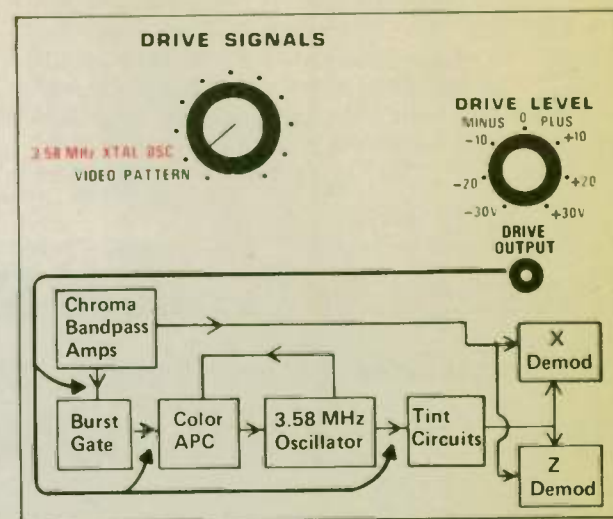 DRIVE SIGNALS
3.58 MHz XTAL OSC
VIDEO PATTERN
DRIVE LEVEL
MINUS 0 PLUS
-10 +10
-20 +20
-30V +30V
DRIVE
OUTPUT
Chroma
Bandpass
Amps
X
Demod
Burst
Gate
Color
APC
3.58 MHz
Oscillator
Tint
Circuits
Z
Demod